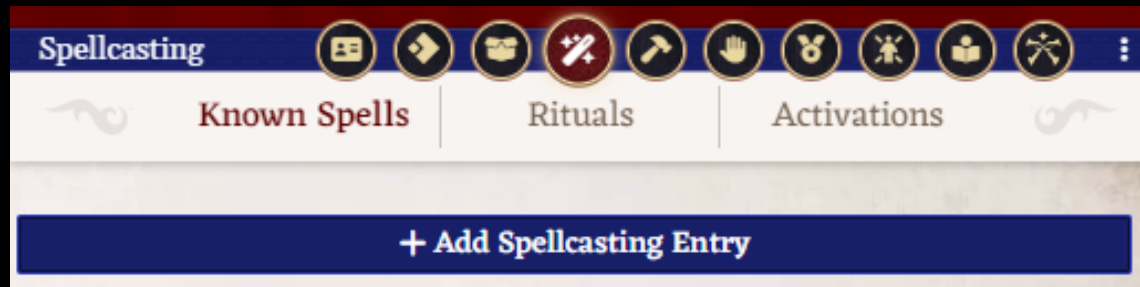 Spellcasting
Known Spells Rituals Activations
+ Add Spellcasting Entry